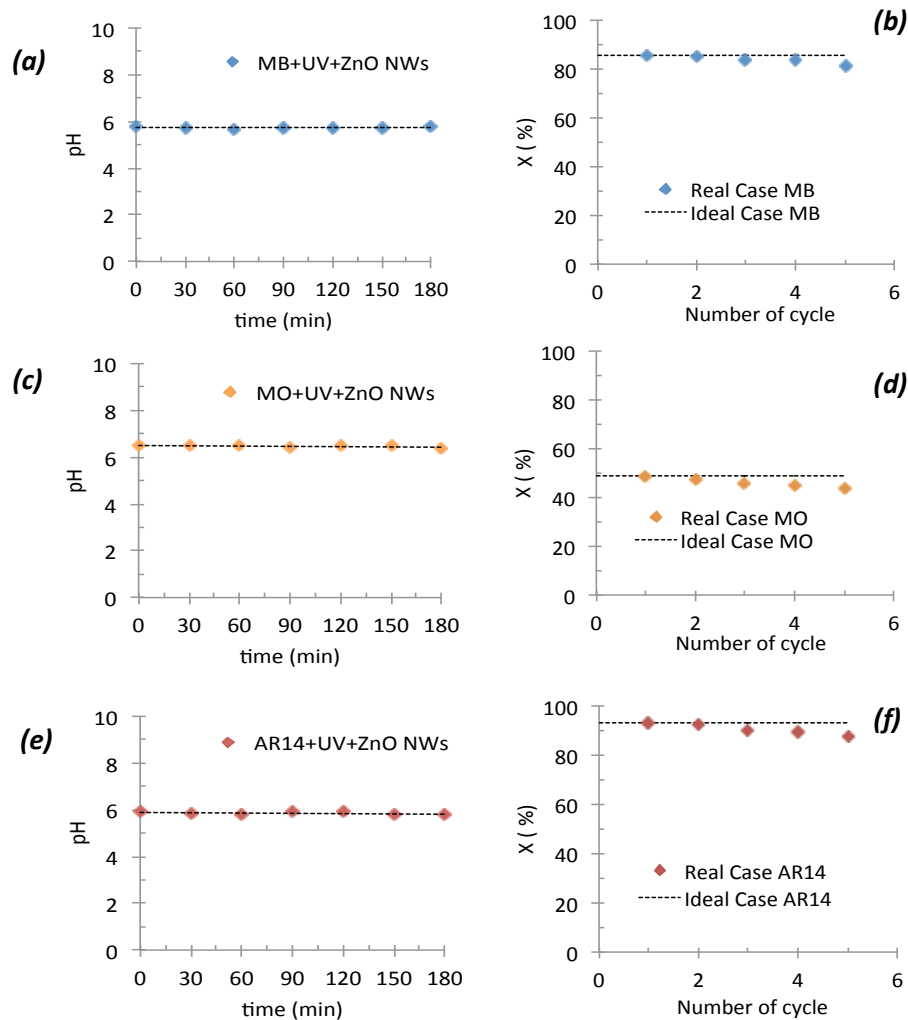 (a)
10
8
6
4
2
0
pH
MB+UV+ZnO NWs
0 30 60 90 120 150 180
time (min)
(b)
100
80
60
40
20
0
X ( %)
Real Case MB
Ideal Case MB
0 2 4 6
Number of cycle
(c)
10
8
6
4
2
0
pH
MO+UV+ZnO NWs
0 30 60 90 120 150 180
time (min)
(d)
100
80
60
40
20
0
X ( %)
Real Case MO
Ideal Case MO
0 2 4 6
Number of cycle
(e)
10
8
6
4
2
0
pH
AR14+UV+ZnO NWs
0 30 60 90 120 150 180
time (min)
(f)
100
80
60
40
20
0
X ( %)
Real Case AR14
Ideal Case AR14
0 2 4 6
Number of cycle